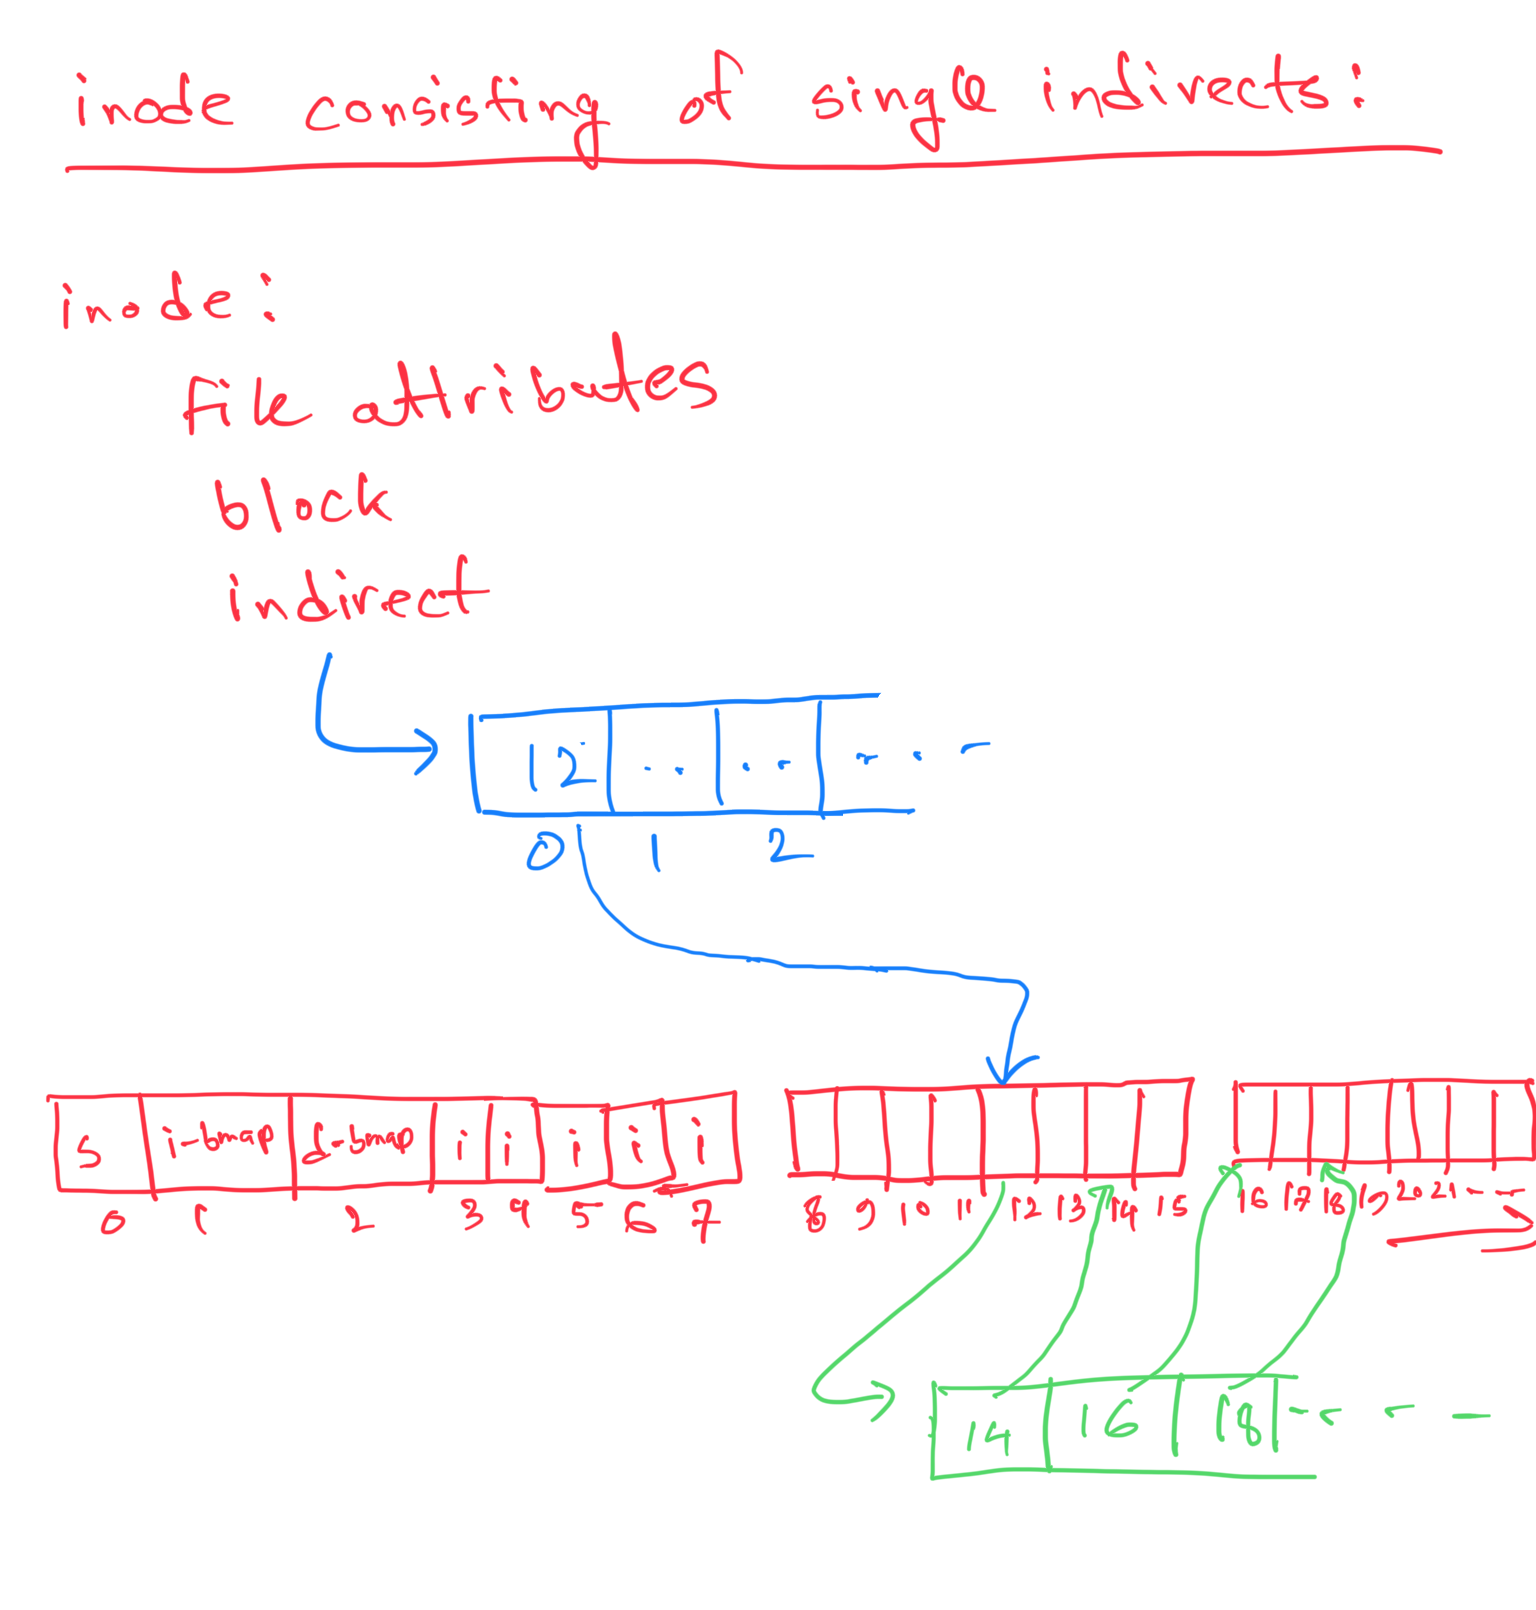 inode consisting of single indirects:
inode:
file attributes
block
indirect
12 .. .. . . -
0 1 2
s i-bmap d-bmap i i i i i
0 1 2 3 4 5 6 7 8 9 10 11 12 13 14 15 16 17 18 19 20 21 - - -
14 16 18 - - - -